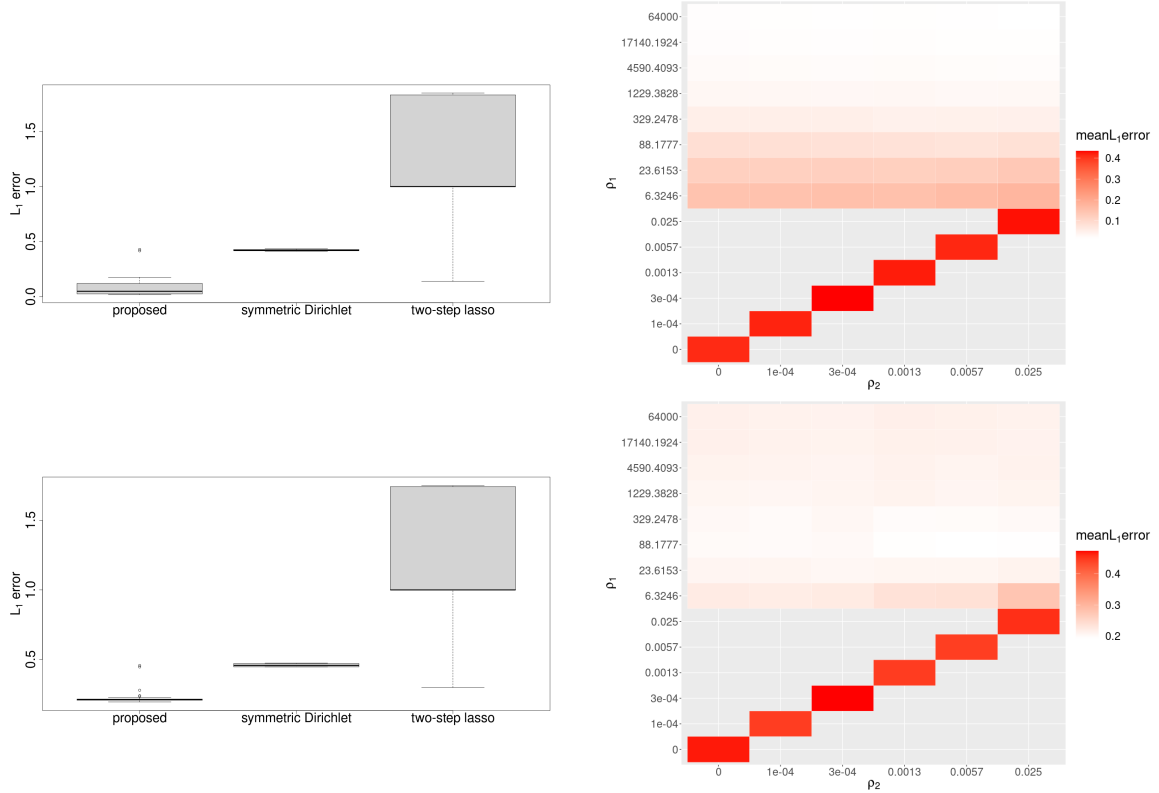 L1 error
1.5
1.0
0.5
0.0
proposed symmetric Dirichlet two-step lasso
ρ1
64000
17140.1924
4590.4093
1229.3828
329.2478
88.1777
23.6153
6.3246
0.025
0.0057
0.0013
3e-04
1e-04
0
0 1e-04 3e-04 0.0013 0.0057 0.025
ρ2
meanL1error
0.4
0.3
0.2
0.1
L1 error
1.5
1.0
0.5
proposed symmetric Dirichlet two-step lasso
ρ1
64000
17140.1924
4590.4093
1229.3828
329.2478
88.1777
23.6153
6.3246
0.025
0.0057
0.0013
3e-04
1e-04
0
0 1e-04 3e-04 0.0013 0.0057 0.025
ρ2
meanL1error
0.4
0.3
0.2